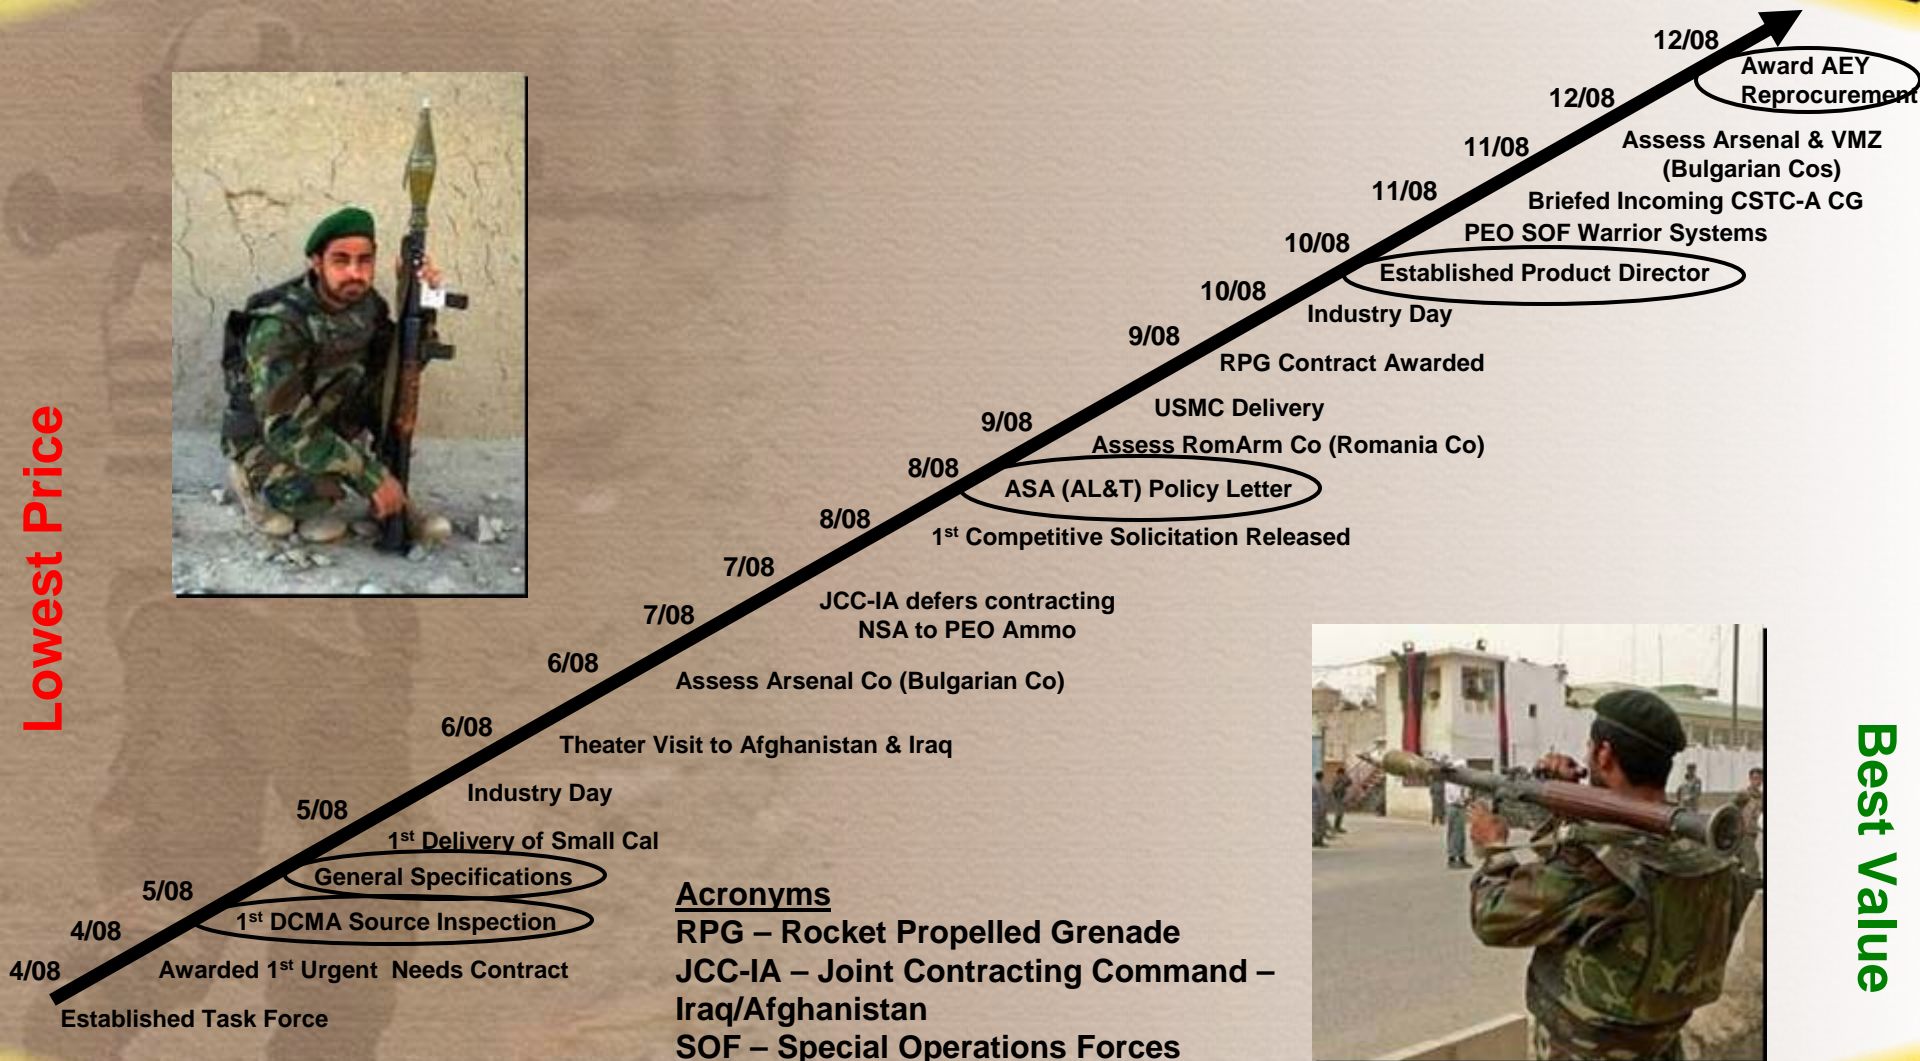 12/08
Award AEY
Reprocurement
12/08
Assess Arsenal & VMZ
(Bulgarian Cos)
11/08
Briefed Incoming CSTC-A CG
11/08
PEO SOF Warrior Systems
10/08
Established Product Director
10/08
Industry Day
9/08
RPG Contract Awarded
USMC Delivery
9/08
Assess RomArm Co (Romania Co)
8/08
ASA (AL&T) Policy Letter
8/08
1st Competitive Solicitation Released
7/08
JCC-IA defers contracting
NSA to PEO Ammo
7/08
Assess Arsenal Co (Bulgarian Co)
6/08
Theater Visit to Afghanistan & Iraq
6/08
Industry Day
5/08
1st Delivery of Small Cal
General Specifications
5/08
1st DCMA Source Inspection
4/08
Awarded 1st Urgent Needs Contract
4/08
Established Task Force
Lowest Price
Best Value
Acronyms
RPG – Rocket Propelled Grenade
JCC-IA – Joint Contracting Command –
Iraq/Afghanistan
SOF – Special Operations Forces